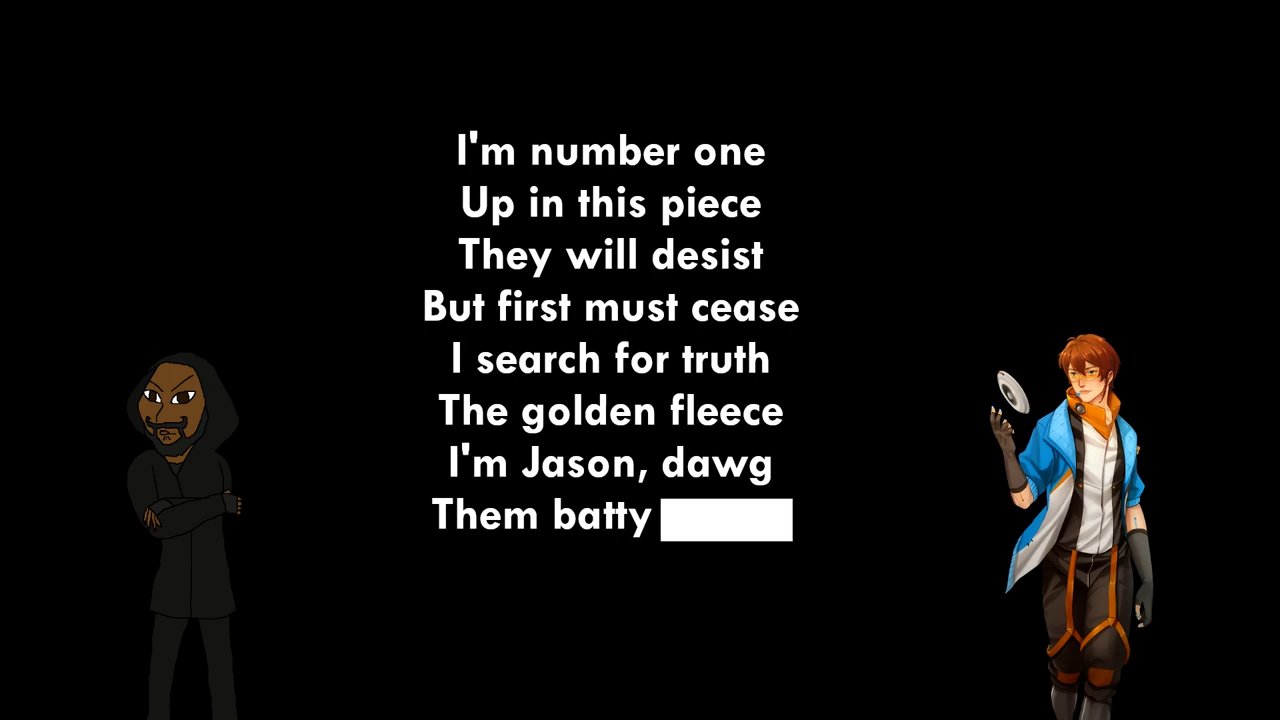 I'm number one
Up in this piece
They will desist
But first must cease
I search for truth
The golden fleece
I'm Jason, dawg
Them batty